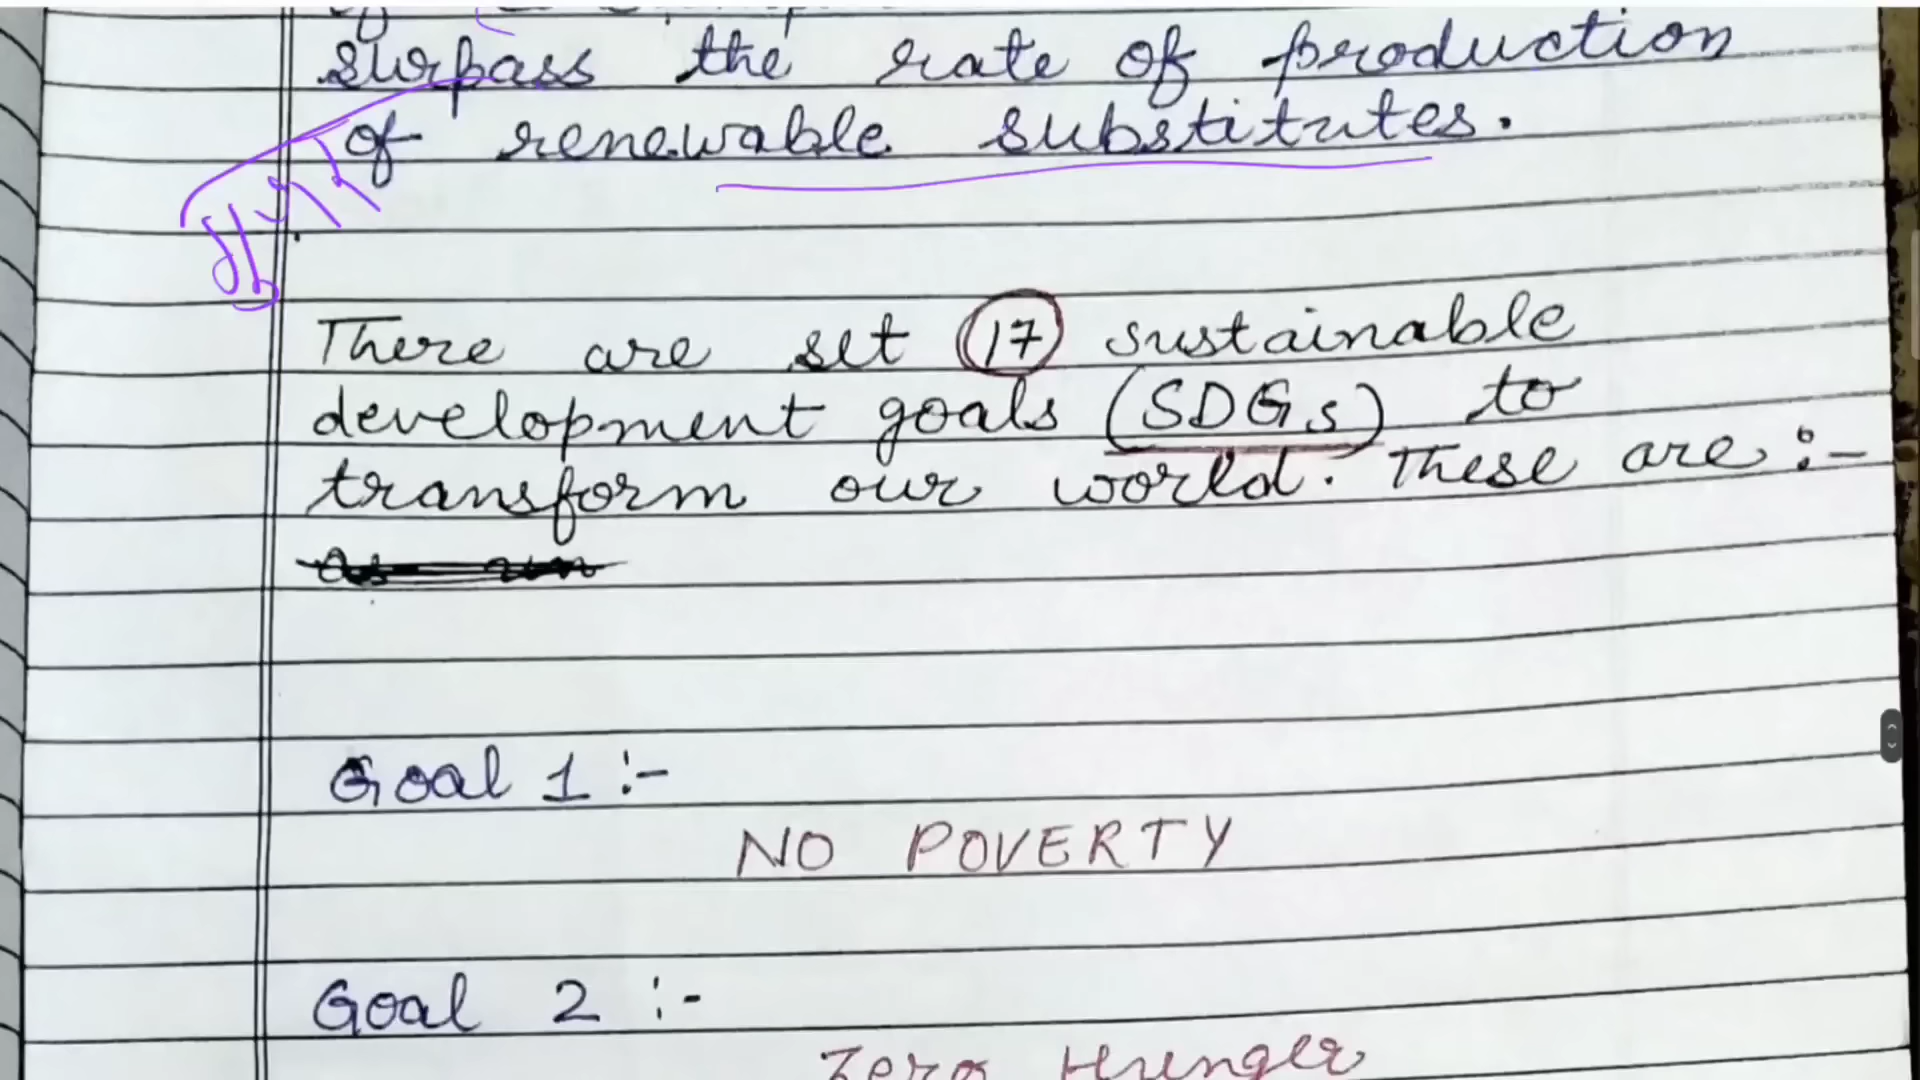 of
surpass the rate of production
of renewable substitutes.
There are set 17 sustainable
development goals (SDGs) to
transform our world. These are :-
Goal 1 :-
NO POVERTY
Goal 2 :-
Zero Hunger